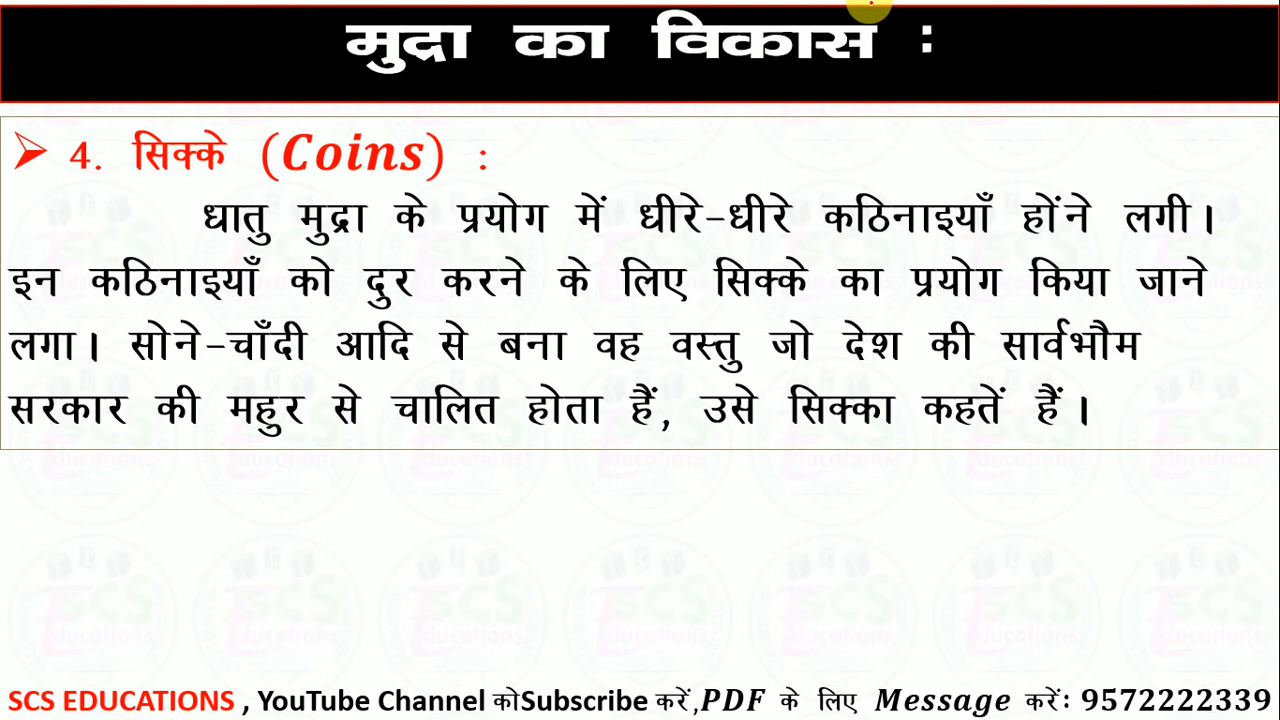 मुद्रा का विकास :
➢ 4. सिक्के (Coins) :
धातु मुद्रा के प्रयोग में धीरे-धीरे कठिनाइयाँ होंने लगी।
इन कठिनाइयाँ को दुर करने के लिए सिक्के का प्रयोग किया जाने
लगा। सोने-चाँदी आदि से बना वह वस्तु जो देश की सार्वभौम
सरकार की महुर से चालित होता हैं, उसे सिक्का कहतें हैं।
SCS EDUCATIONS , YouTube Channel कोSubscribe करें,PDF के लिए Message करें: 9572222339